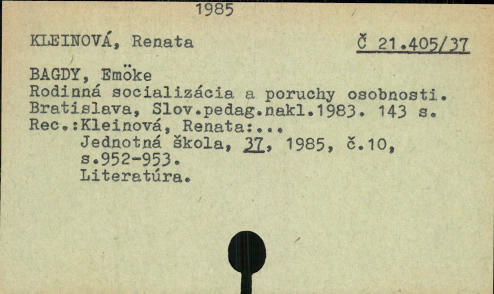 1985
KLEINOVÁ, Renata Č 21.405/37
BAGDY, Emöke
Rodinná socializácia a poruchy osobnosti.
Bratislava, Slov.pedag.nakl.1983. 143 s.
Rec.:Kleinová, Renata:...
Jednotná škola, 37, 1985, č.10,
s.952-953.
Literatúra.